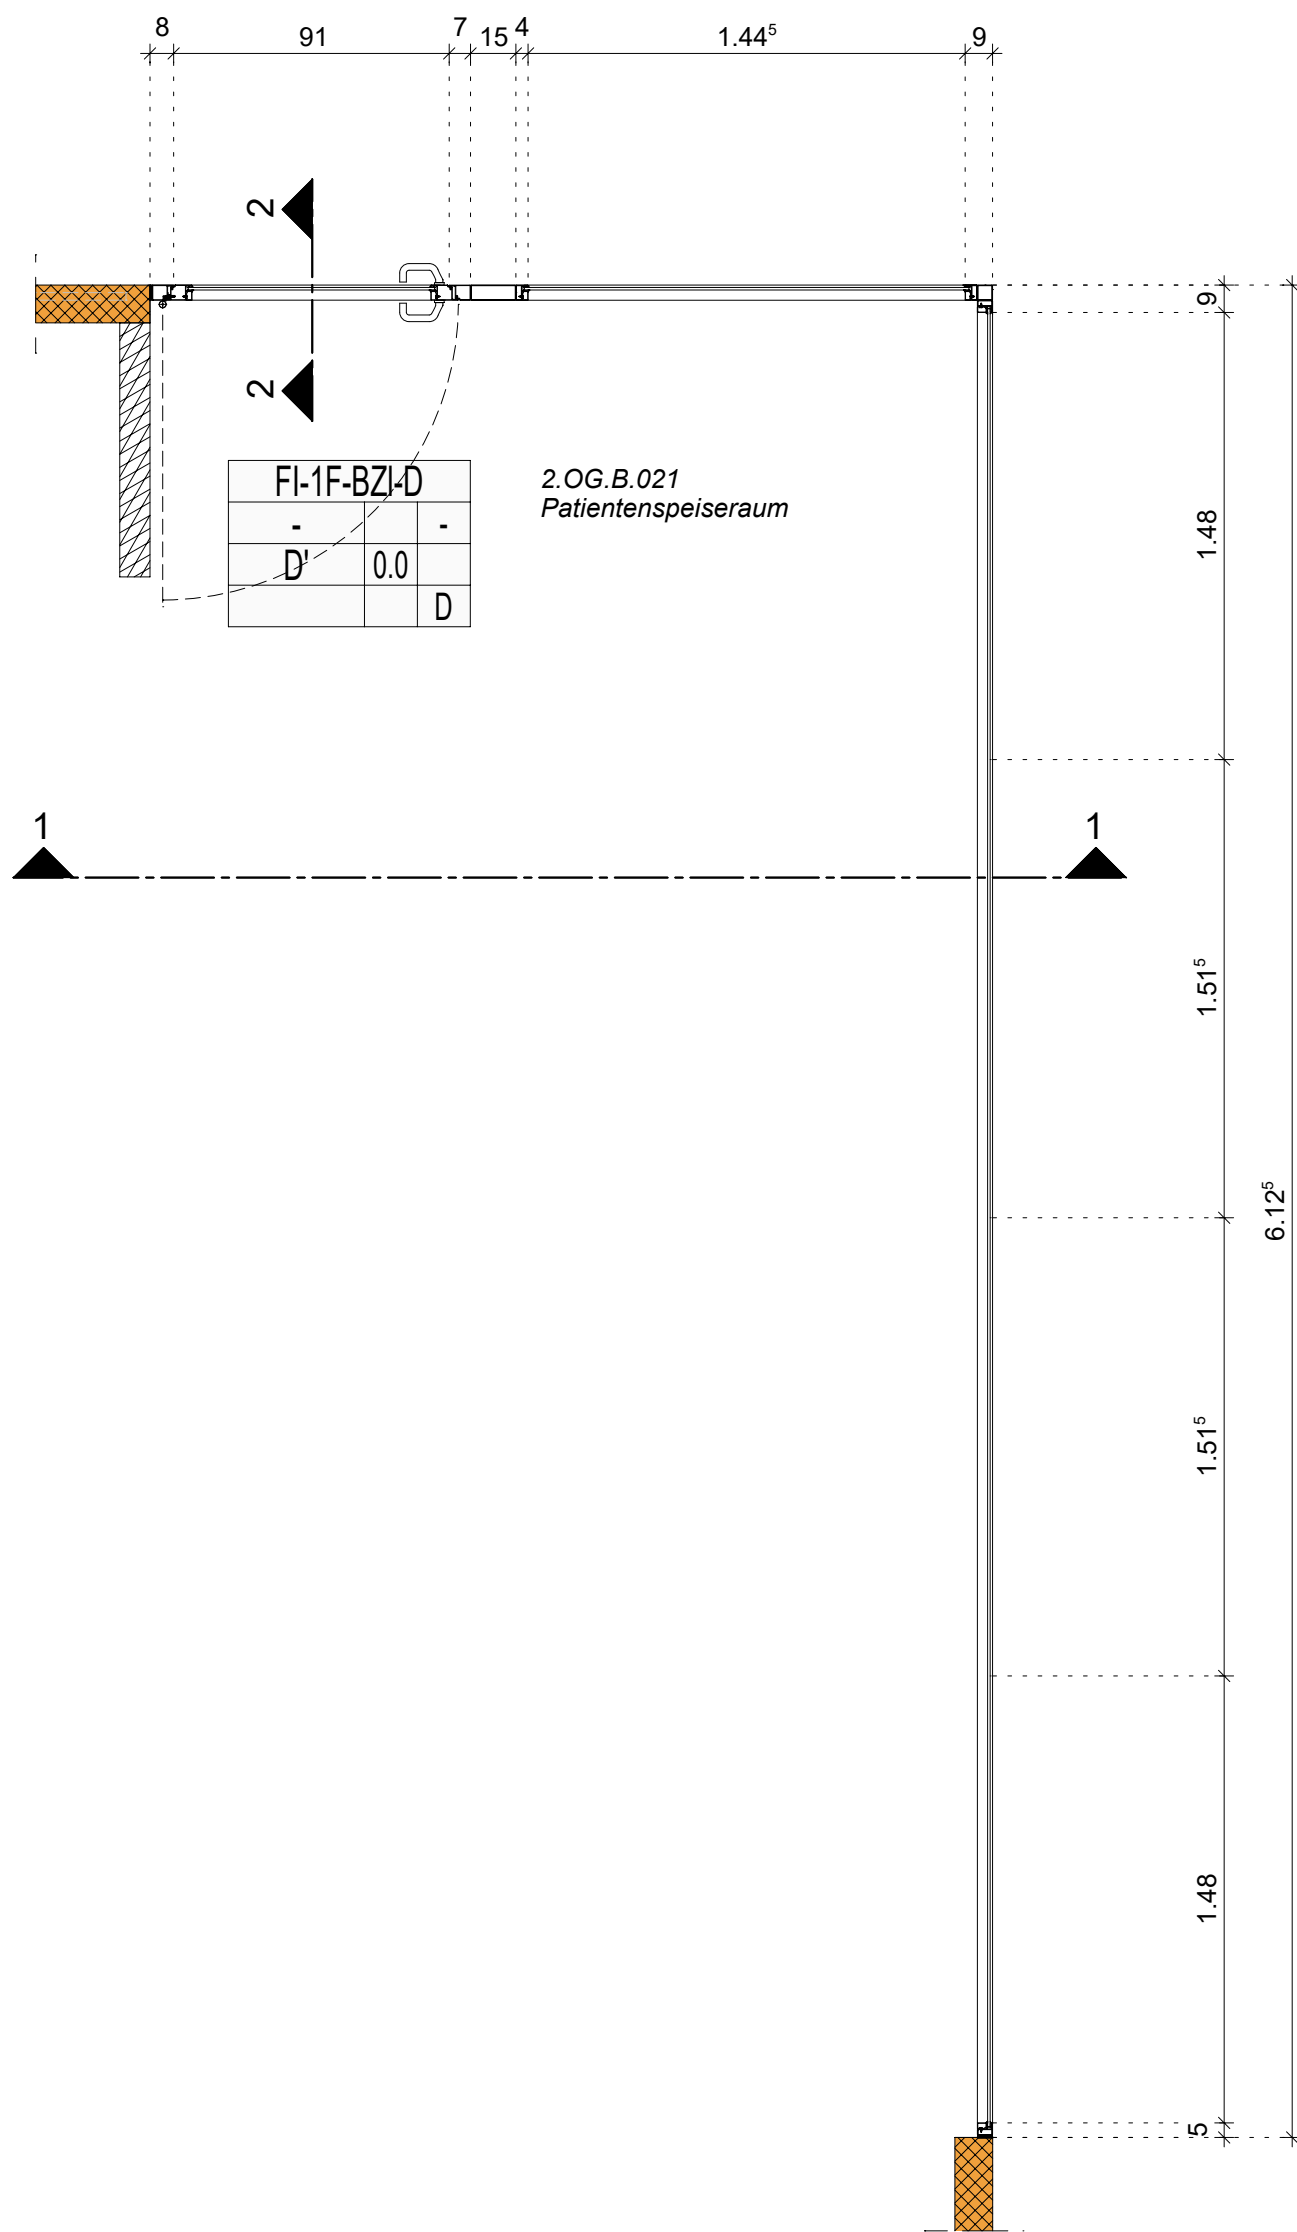 8 91 7 15 4 1.44⁵ 9
2
9
2
FI-1F-BZI-D
- -
D' 0.0
D
2.OG.B.021
Patientenspeiseraum
1.48
1 1
1.51⁵
6.12⁵
1.51⁵
1.48
5